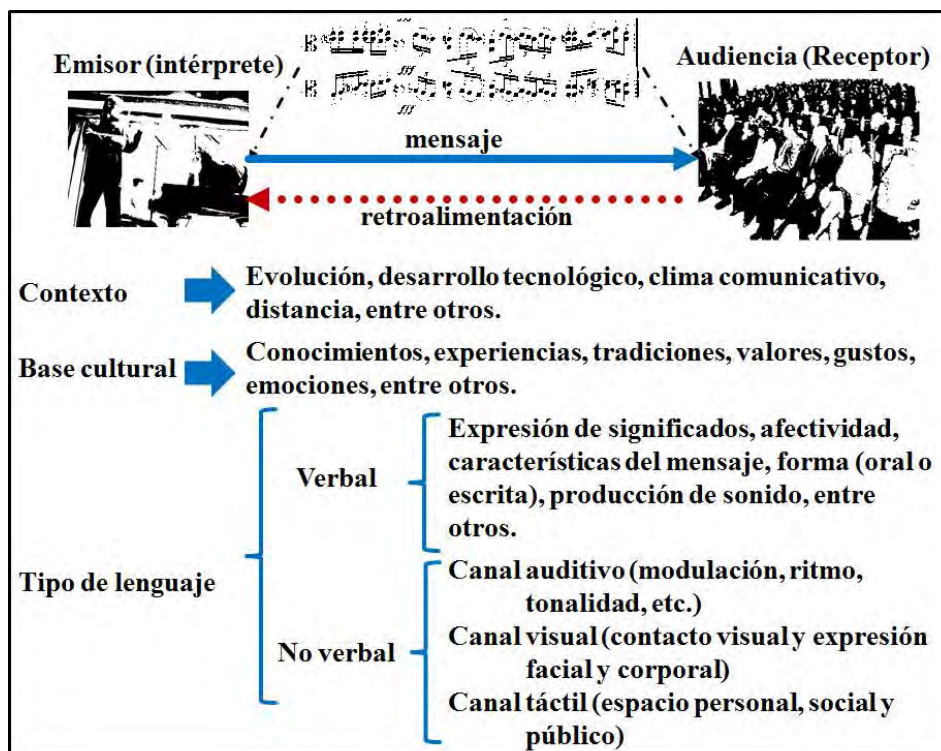 Emisor (intérprete)
fff
fff
Audiencia (Receptor)
mensaje
retroalimentación
Contexto
Evolución, desarrollo tecnológico, clima comunicativo,
distancia, entre otros.
Base cultural
Conocimientos, experiencias, tradiciones, valores, gustos,
emociones, entre otros.
Tipo de lenguaje
Verbal
Expresión de significados, afectividad,
características del mensaje, forma (oral o
escrita), producción de sonido, entre
otros.
No verbal
Canal auditivo (modulación, ritmo,
tonalidad, etc.)
Canal visual (contacto visual y expresión
facial y corporal)
Canal táctil (espacio personal, social y
público)